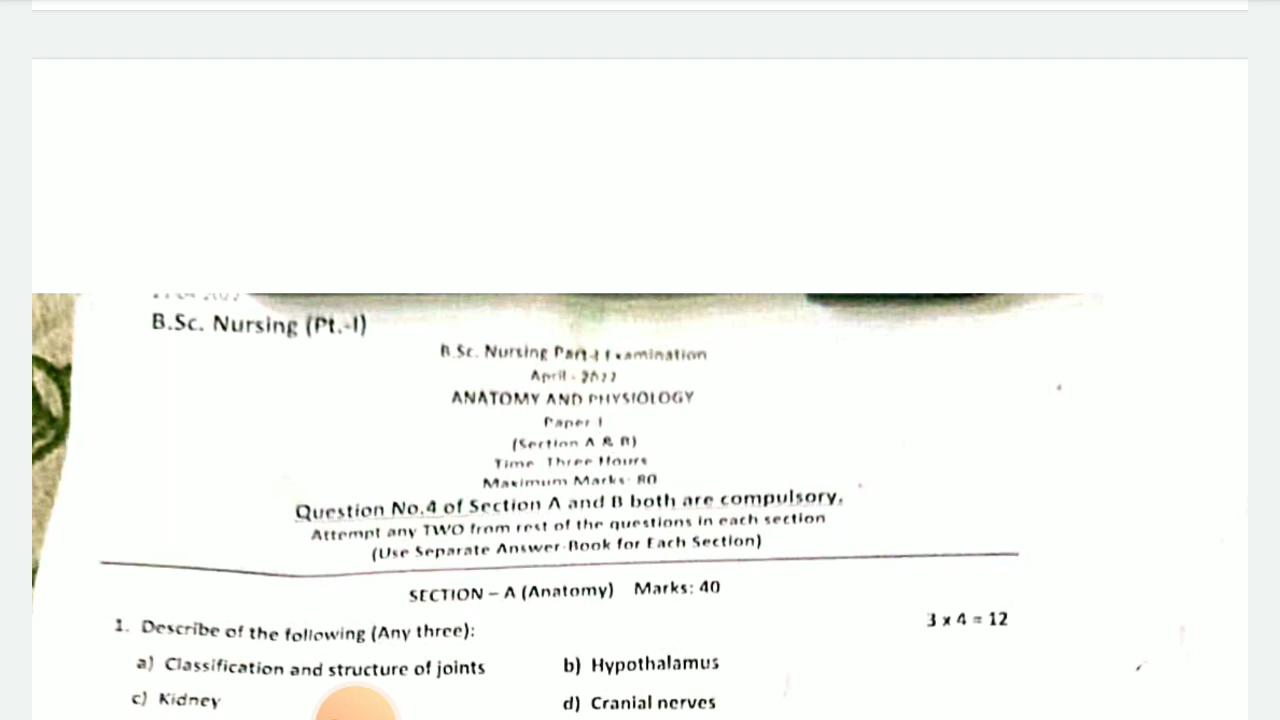 B.Sc. Nursing (Pt.-I)
B.Sc. Nursing Part-I Examination
April - 2022
ANATOMY AND PHYSIOLOGY
Paper I
(Section A & B)
Time Three Hours
Maximum Marks: 80
Question No.4 of Section A and B both are compulsory.
Attempt any TWO from rest of the questions in each section
(Use Separate Answer-Book for Each Section)
SECTION – A (Anatomy) Marks: 40
1. Describe of the following (Any three): 3 x 4 = 12
a) Classification and structure of joints b) Hypothalamus
c) Kidney d) Cranial nerves